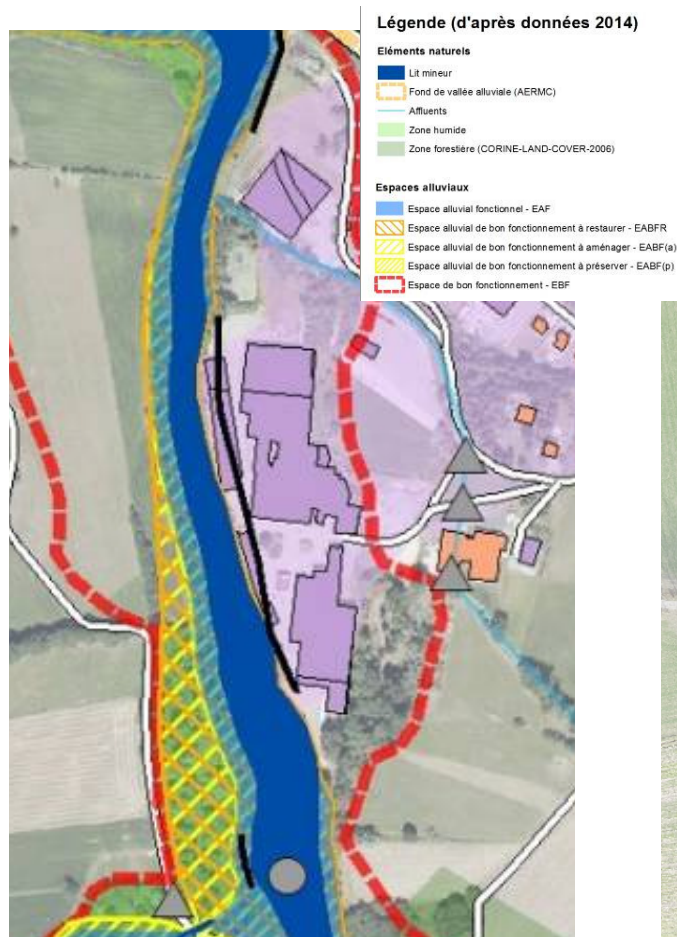 Légende (d'après données 2014)
Eléments naturels
Lit mineur
Fond de vallée alluviale (AERMC)
Affluents
Zone humide
Zone forestière (CORINE-LAND-COVER-2006)
Espaces alluviaux
Espace alluvial fonctionnel - EAF
Espace alluvial de bon fonctionnement à restaurer - EABFR
Espace alluvial de bon fonctionnement à aménager - EABF(a)
Espace alluvial de bon fonctionnement à préserver - EABF(p)
Espace de bon fonctionnement - EBF